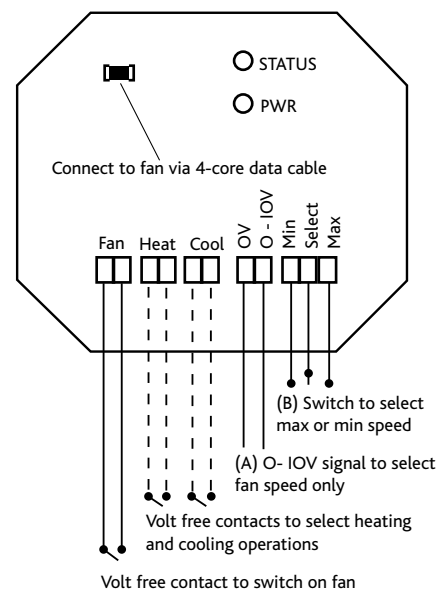 STATUS
PWR
Connect to fan via 4-core data cable
Fan Heat Cool OV O - IOV Min Select Max
(B) Switch to select
max or min speed
(A) O- IOV signal to select
fan speed only
Volt free contacts to select heating
and cooling operations
Volt free contact to switch on fan